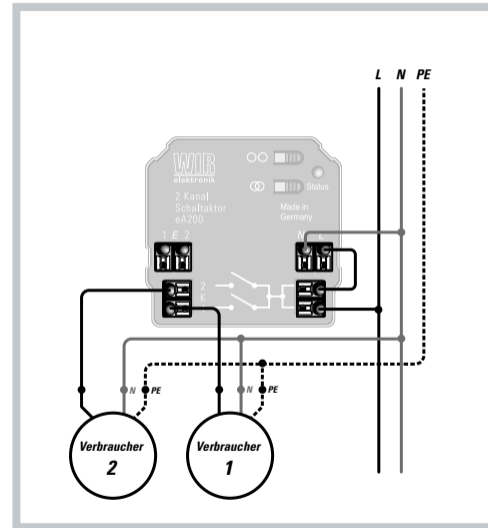 L N PE
WIR
elektronik
Status
2 Kanal
Schaltaktor
eA200
Made in
Germany
1 E 2
N L
2
N PE
N PE
Verbraucher
2
Verbraucher
1